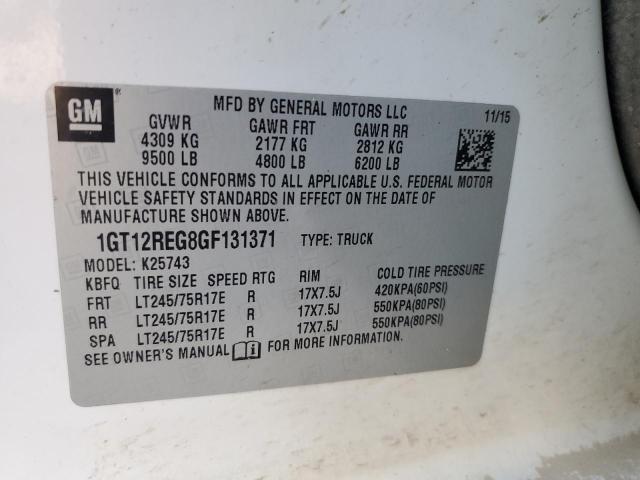 GM
MFD BY GENERAL MOTORS LLC
11/15
GVWR GAWR FRT GAWR RR
4309 KG 2177 KG 2812 KG
9500 LB 4800 LB 6200 LB
THIS VEHICLE CONFORMS TO ALL APPLICABLE U.S. FEDERAL MOTOR
VEHICLE SAFETY STANDARDS IN EFFECT ON THE DATE OF
MANUFACTURE SHOWN ABOVE.
1GT12REG8GF131371 TYPE: TRUCK
MODEL: K25743
KBFQ TIRE SIZE SPEED RTG RIM COLD TIRE PRESSURE
FRT LT245/75R17E R 17X7.5J 420KPA(60PSI)
RR LT245/75R17E R 17X7.5J 550KPA(80PSI)
SPA LT245/75R17E R 17X7.5J 550KPA(80PSI)
SEE OWNER'S MANUAL FOR MORE INFORMATION.